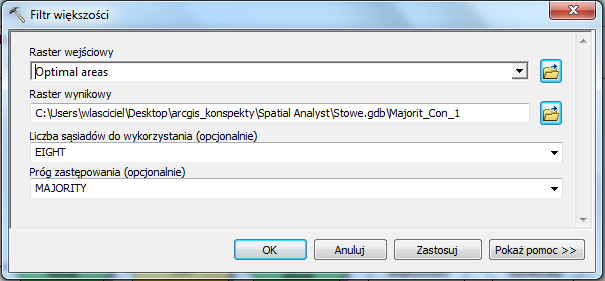 Filtr większości
Raster wejściowy
Optimal areas
Raster wynikowy
C:\Users\wlasciciel\Desktop\arcgis_konspekty\Spatial Analyst\Stowe.gdb\Majorit_Con_1
Liczba sąsiadów do wykorzystania (opcjonalnie)
EIGHT
Próg zastępowania (opcjonalnie)
MAJORITY
OK Anuluj Zastosuj Pokaż pomoc >>